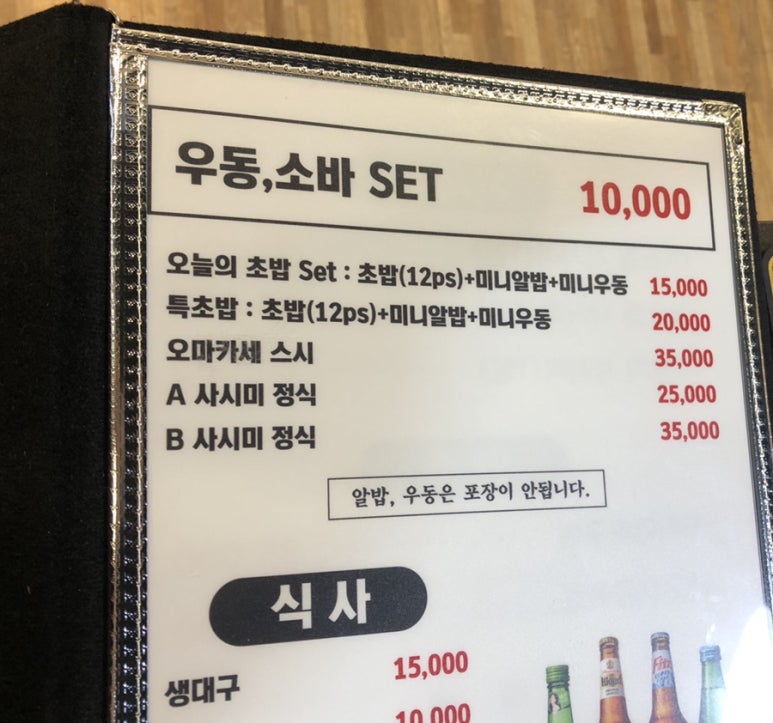 우동,소바 SET 10,000
오늘의 초밥 Set : 초밥(12ps)+미니알밥+미니우동 15,000
특초밥 : 초밥(12ps)+미니알밥+미니우동 20,000
오마카세 스시 35,000
A 사시미 정식 25,000
B 사시미 정식 35,000
알밥, 우동은 포장이 안됩니다.
식 사
생대구 15,000
10,000